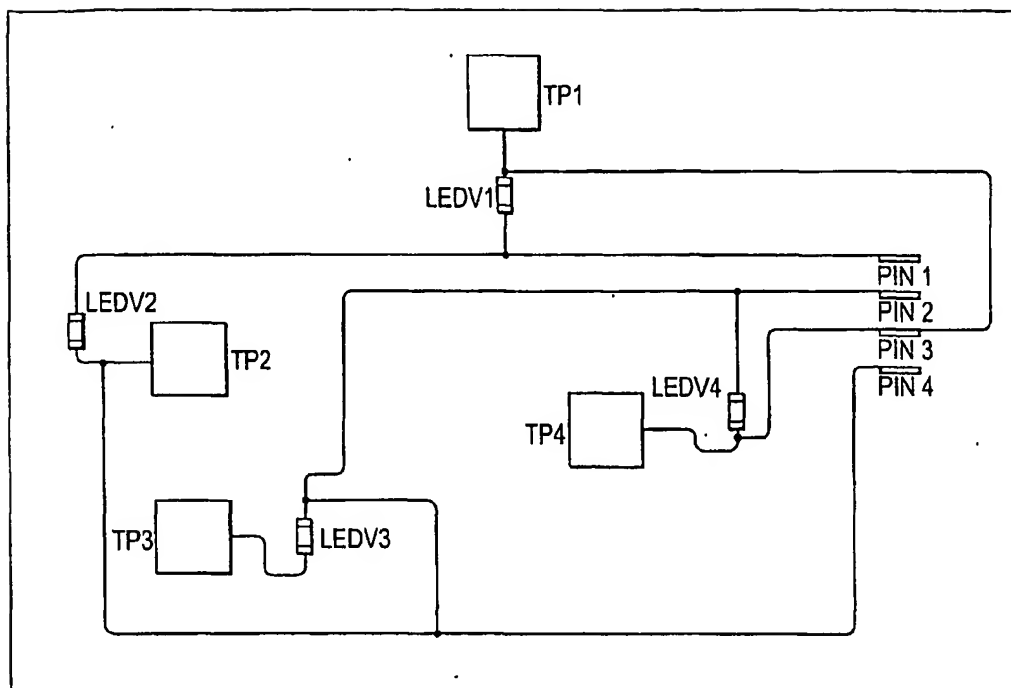 TP1
LEDV1
PIN 1
LEDV2
PIN 2
TP2
PIN 3
LEDV4
PIN 4
TP4
TP3
LEDV3